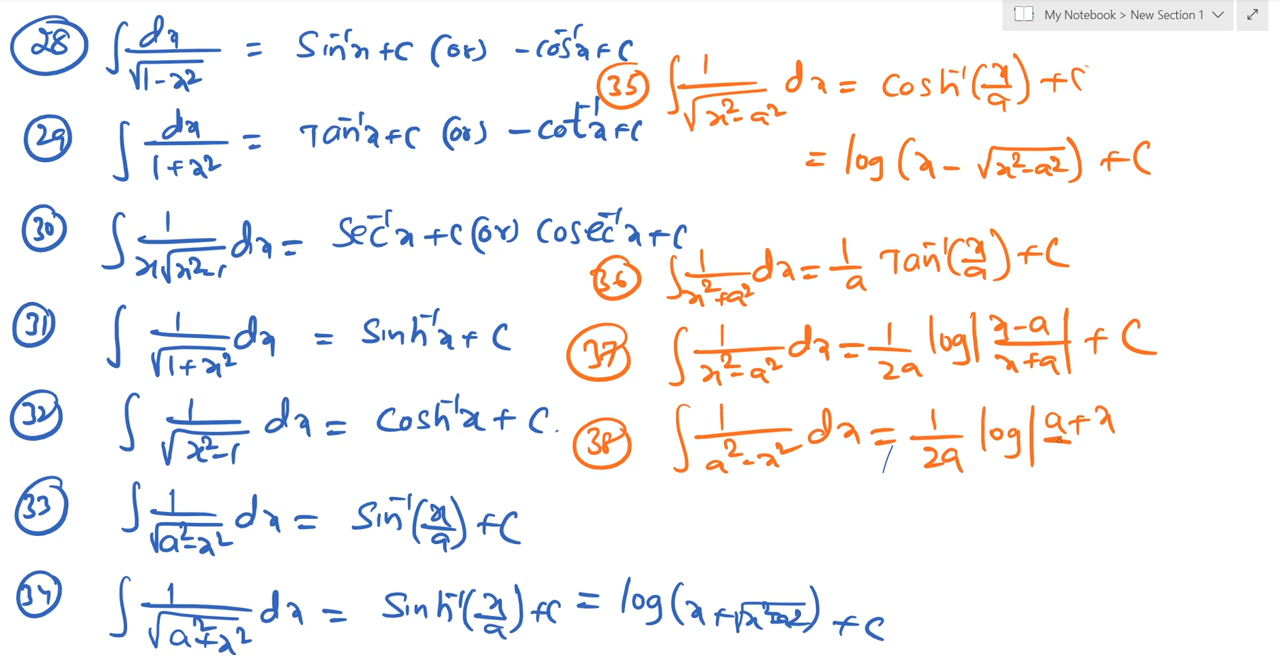 My Notebook > New Section 1
28 ∫ dx/√(1-x²) = Sin⁻¹x + C (or) -cos⁻¹x + C
29 ∫ dx/(1+x²) = Tan⁻¹x + C (or) -cot⁻¹x + C
30 ∫ 1/(x√(x²-1)) dx = Sec⁻¹x + C (or) Cosec⁻¹x + C
31 ∫ 1/√(1+x²) dx = Sinh⁻¹x + C
32 ∫ 1/√(x²-1) dx = Cosh⁻¹x + C.
33 ∫ 1/√(a²-x²) dx = Sin⁻¹(x/a) + C
34 ∫ 1/√(a²+x²) dx = Sinh⁻¹(x/a) + C = log(x+√(x²+a²)) + C
35 ∫ 1/√(x²-a²) dx = Cosh⁻¹(x/a) + C
= log(x-√(x²-a²)) + C
36 ∫ 1/(x²+a²) dx = 1/a Tan⁻¹(x/a) + C
37 ∫ 1/(x²-a²) dx = 1/2a log|(x-a)/(x+a)| + C
38 ∫ 1/(a²-x²) dx = 1/2a log|a+x